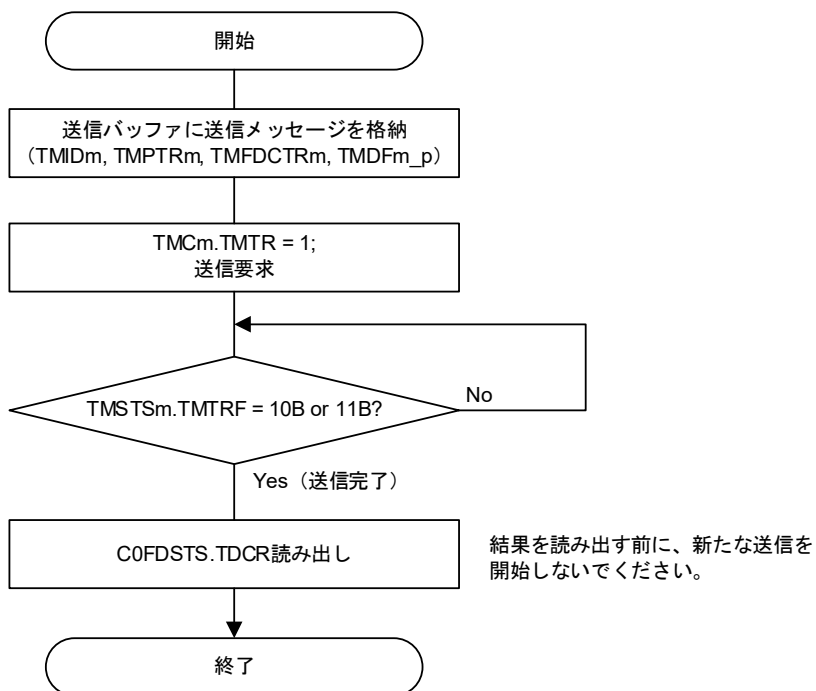 開始
送信バッファに送信メッセージを格納
（TMIDm, TMPTRm, TMFDCTRm, TMDFm_p）
TMCm.TMTR = 1;
送信要求
TMSTSm.TMTRF = 10B or 11B?
No
Yes（送信完了）
C0FDSTS.TDCR読み出し
結果を読み出す前に、新たな送信を
開始しないでください。
終了